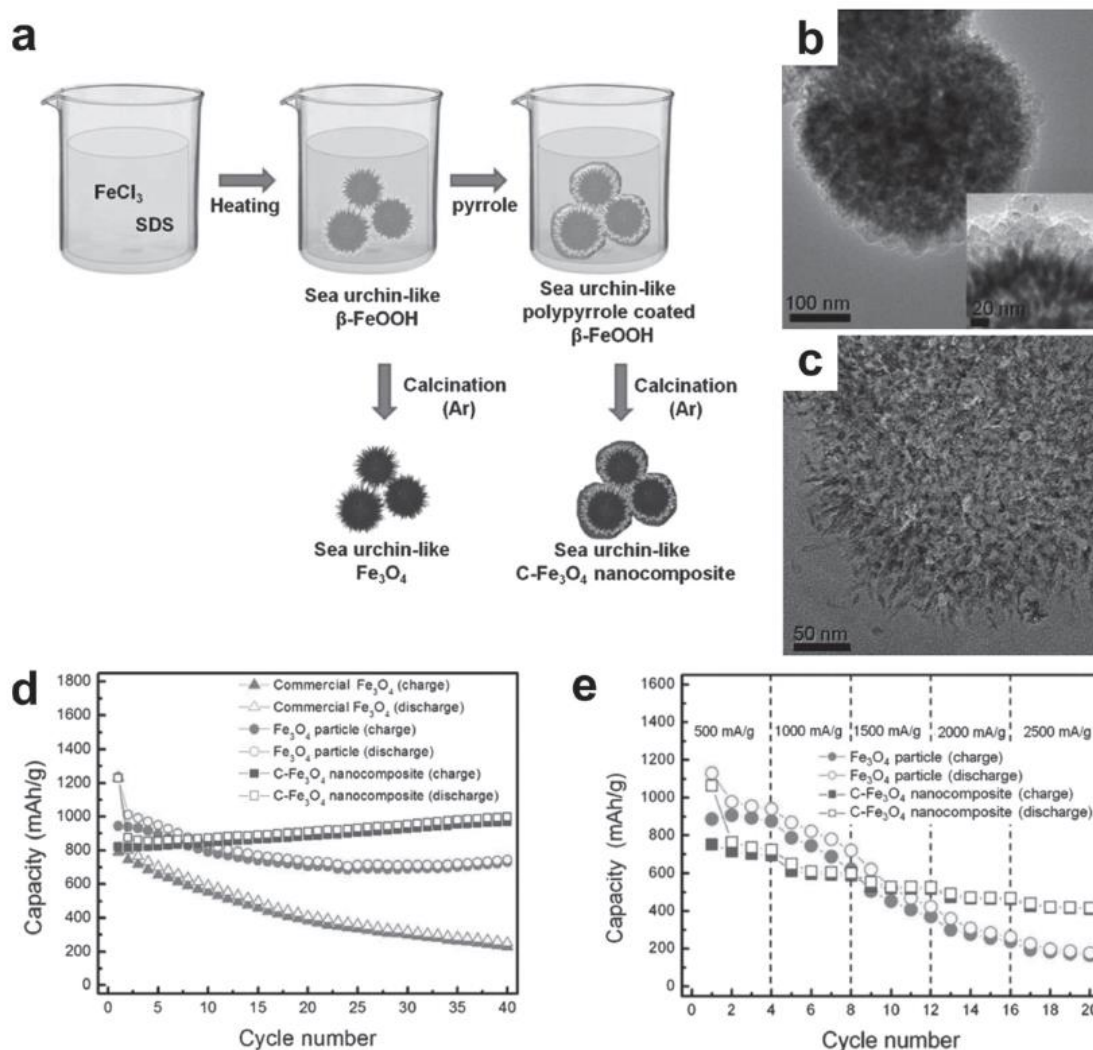 a
FeCl₃
SDS
Heating
pyrrole
Sea urchin-like
β-FeOOH
Sea urchin-like
polypyrrole coated
β-FeOOH
Calcination
(Ar)
Calcination
(Ar)
Sea urchin-like
Fe₃O₄
Sea urchin-like
C-Fe₃O₄ nanocomposite
b
100 nm
20 nm
c
50 nm
d
Capacity (mAh/g)
1800
1600
1400
1200
1000
800
600
400
200
0
Commercial Fe₃O₄ (charge)
Commercial Fe₃O₄ (discharge)
Fe₃O₄ particle (charge)
Fe₃O₄ particle (discharge)
C-Fe₃O₄ nanocomposite (charge)
C-Fe₃O₄ nanocomposite (discharge)
0 5 10 15 20 25 30 35 40
Cycle number
e
Capacity (mAh/g)
1600
1400
1200
1000
800
600
400
200
0
500 mA/g 1000 mA/g 1500 mA/g 2000 mA/g 2500 mA/g
Fe₃O₄ particle (charge)
Fe₃O₄ particle (discharge)
C-Fe₃O₄ nanocomposite (charge)
C-Fe₃O₄ nanocomposite (discharge)
0 2 4 6 8 10 12 14 16 18 20
Cycle number